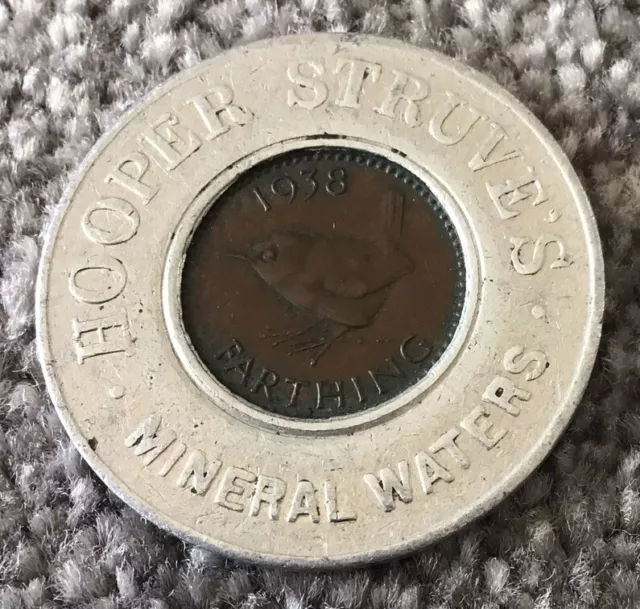 HOOPER STRUVE'S
· MINERAL WATERS ·
1938
FARTHING